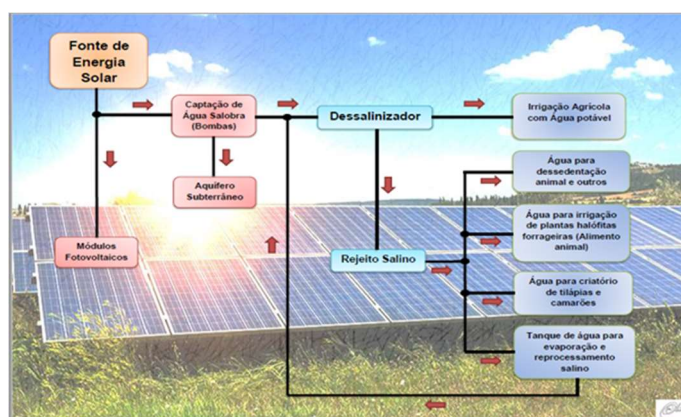 Fonte de
Energia
Solar
Captação de
Água Salobra
(Bombas)
Dessalinizador
Irrigação Agrícola
com Água potável
Aquífero
Subterrâneo
Água para
dessedentação
animal e outros
Módulos
Fotovoltaicos
Rejeito Salino
Água para irrigação
de plantas halófitas
forrageiras (Alimento
animal)
Água para criatório
de tilápias e
camarões
Tanque de água para
evaporação e
reprocessamento
salino